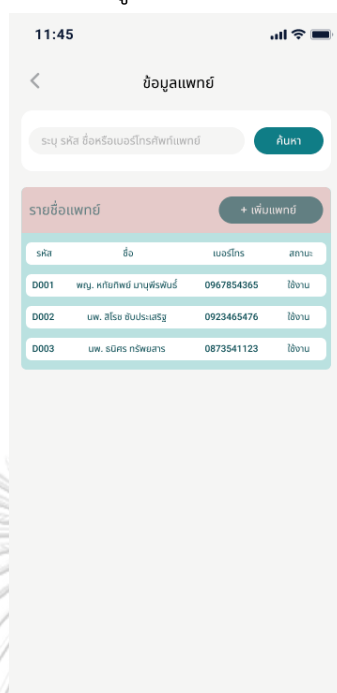 11:45
ข้อมูลแพทย์
ระบุ รหัส ชื่อหรือเบอร์โทรศัพท์แพทย์ ค้นหา
รายชื่อแพทย์ + เพิ่มแพทย์
รหัส ชื่อ เบอร์โทร สถานะ
D001 พญ. หทัยทิพย์ มานุพีรพันธ์ 0967854365 ใช้งาน
D002 นพ. สิโรช ชับประเสริฐ 0923465476 ใช้งาน
D003 นพ. ธนิศร ทรัพยสาร 0873541123 ใช้งาน